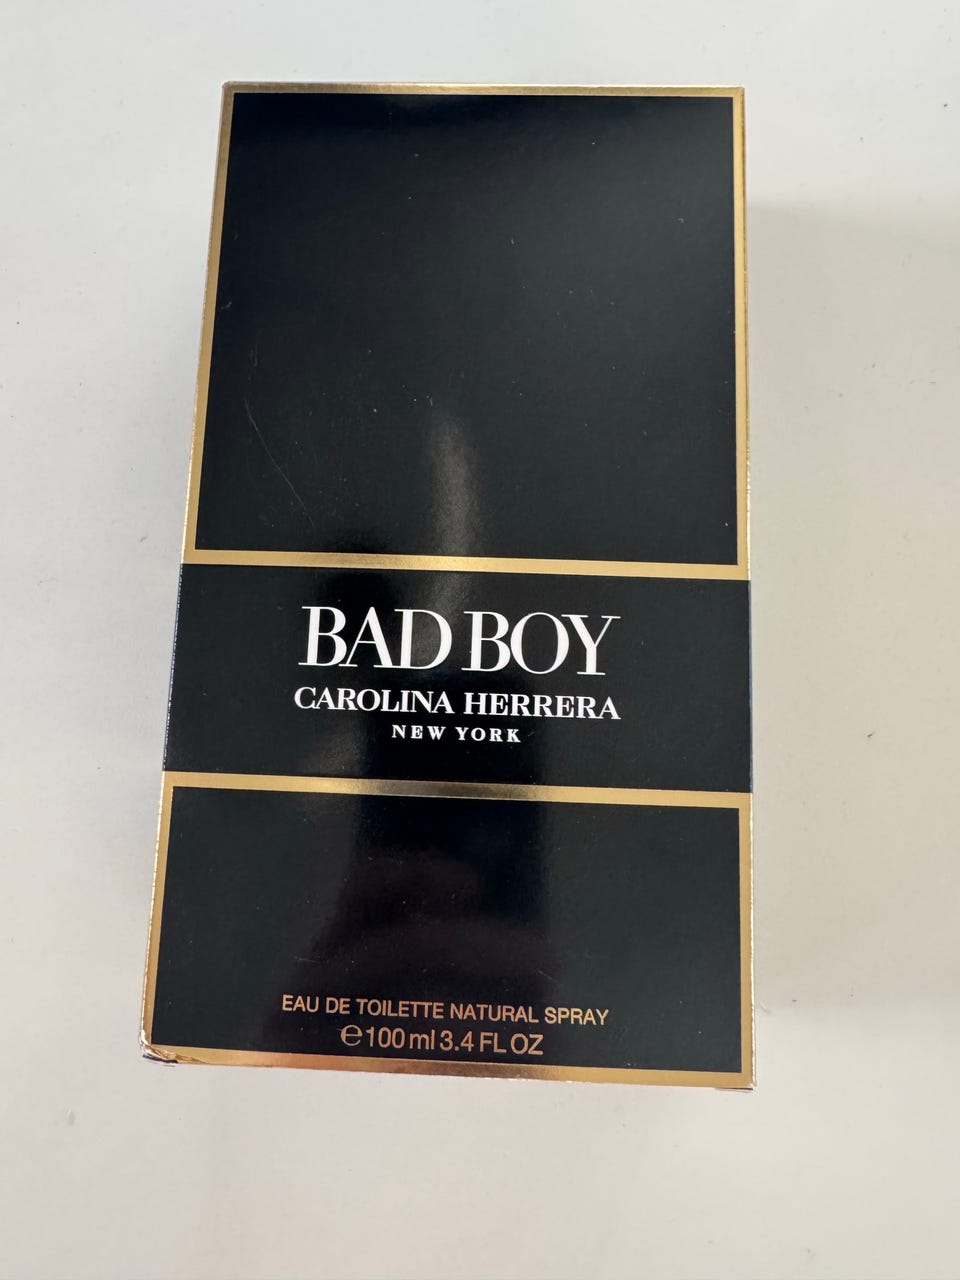 BAD BOY
CAROLINA HERRERA
NEW YORK
EAU DE TOILETTE NATURAL SPRAY
℮100 ml 3.4 FL OZ